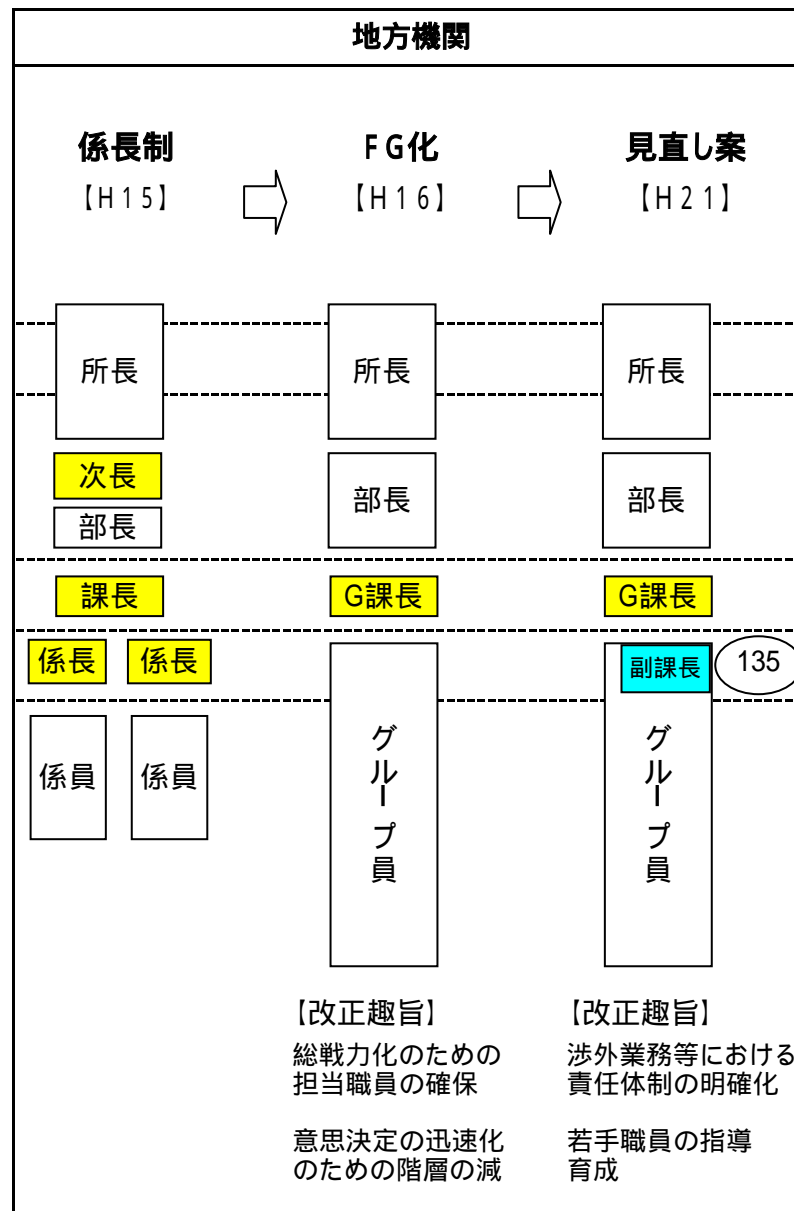 地方機関
係長制
【H15】
FG化
【H16】
見直し案
【H21】
所長
所長
所長
次長
部長
部長
部長
課長
G課長
G課長
係長
係長
副課長
135
係員
係員
グループ員
グループ員
【改正趣旨】
総戦力化のための
担当職員の確保
意思決定の迅速化
のための階層の減
【改正趣旨】
渉外業務等における
責任体制の明確化
若手職員の指導
育成